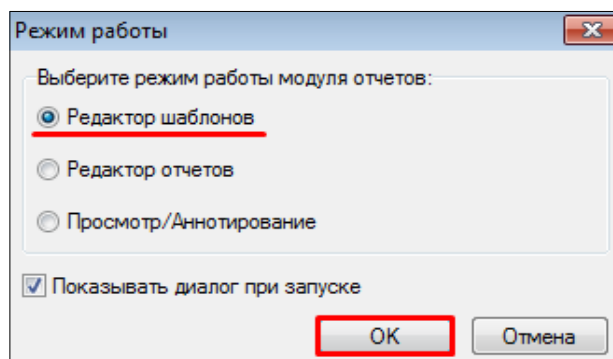 Режим работы
Выберите режим работы модуля отчетов:
Редактор шаблонов
Редактор отчетов
Просмотр/Аннотирование
Показывать диалог при запуске
OK
Отмена